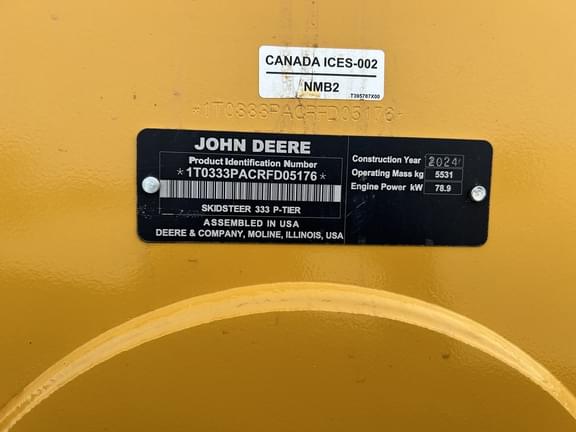 CANADA ICES-002
NMB2
T395787X00
*1T0333PACRFD05176*
JOHN DEERE
Product Identification Number
*1T0333PACRFD05176*
SKIDSTEER 333 P-TIER
ASSEMBLED IN USA
DEERE & COMPANY, MOLINE, ILLINOIS, USA
Construction Year 2024
Operating Mass kg 5531
Engine Power kW 78.9